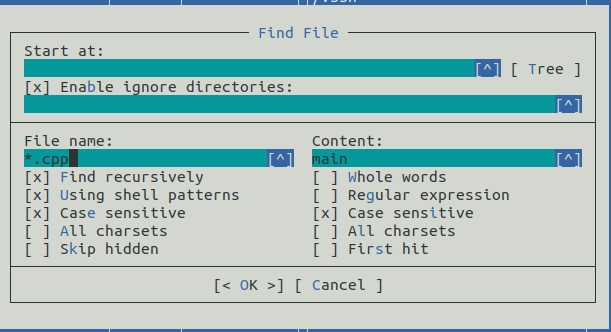 Find File
Start at:
[^] [ Tree ]
[x] Enable ignore directories:
[^]
File name:
*.cpp [^]
[x] Find recursively
[x] Using shell patterns
[x] Case sensitive
[ ] All charsets
[ ] Skip hidden
Content:
main [^]
[ ] Whole words
[ ] Regular expression
[x] Case sensitive
[ ] All charsets
[ ] First hit
[< OK >] [ Cancel ]